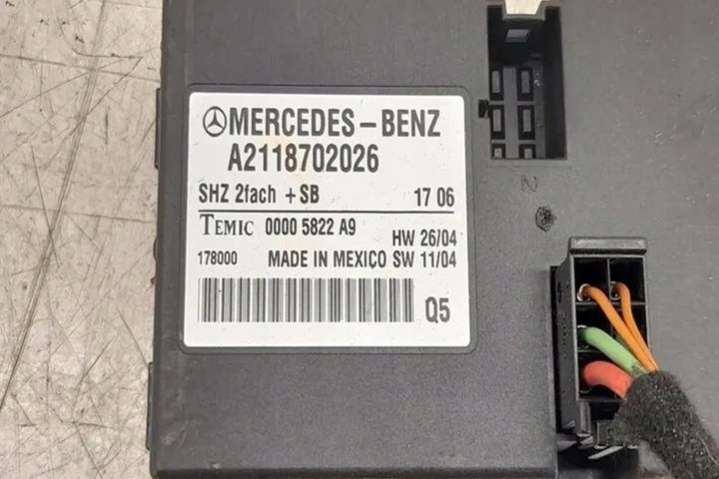 MERCEDES-BENZ
A2118702026
SHZ 2fach +SB 17 06
TEMIC 0000 5822 A9
HW 26/04
178000 MADE IN MEXICO SW 11/04
Q5
N